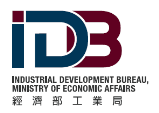 IDB
INDUSTRIAL DEVELOPMENT BUREAU,
MINISTRY OF ECONOMIC AFFAIRS
經濟部工業局